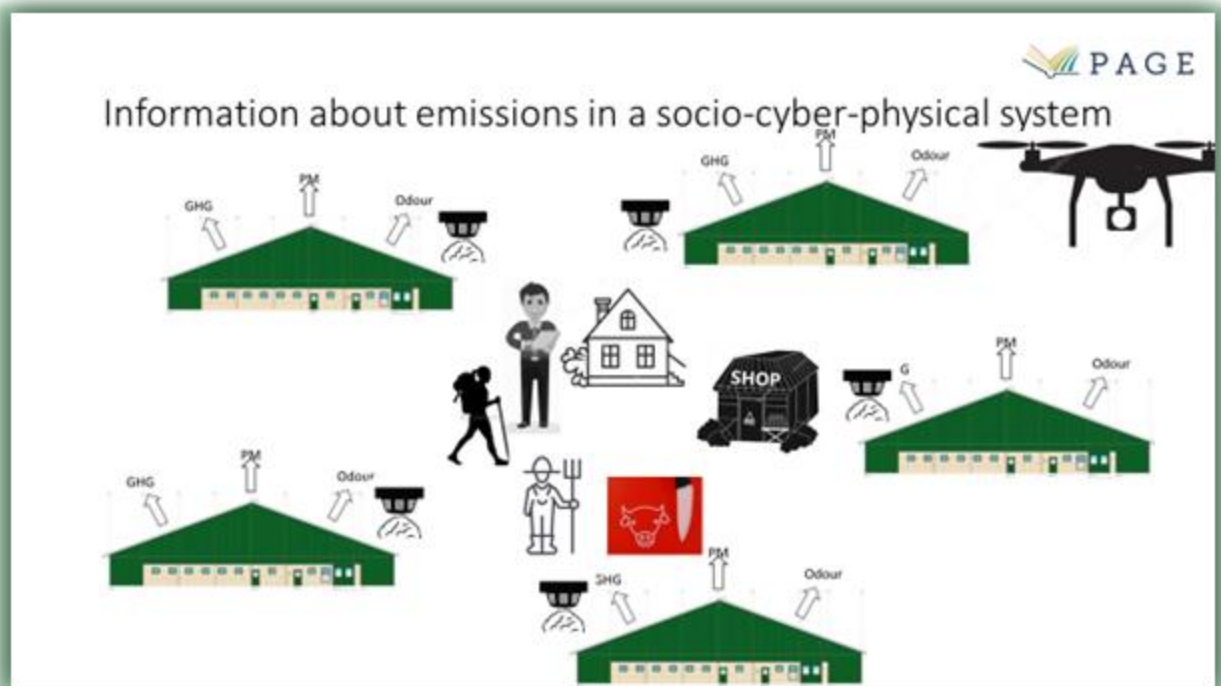 PAGE
Information about emissions in a socio-cyber-physical system
GHG
PM
Odour
GHG
PM
Odour
SHOP
G
PM
Odour
GHG
PM
Odour
GHG
PM
Odour